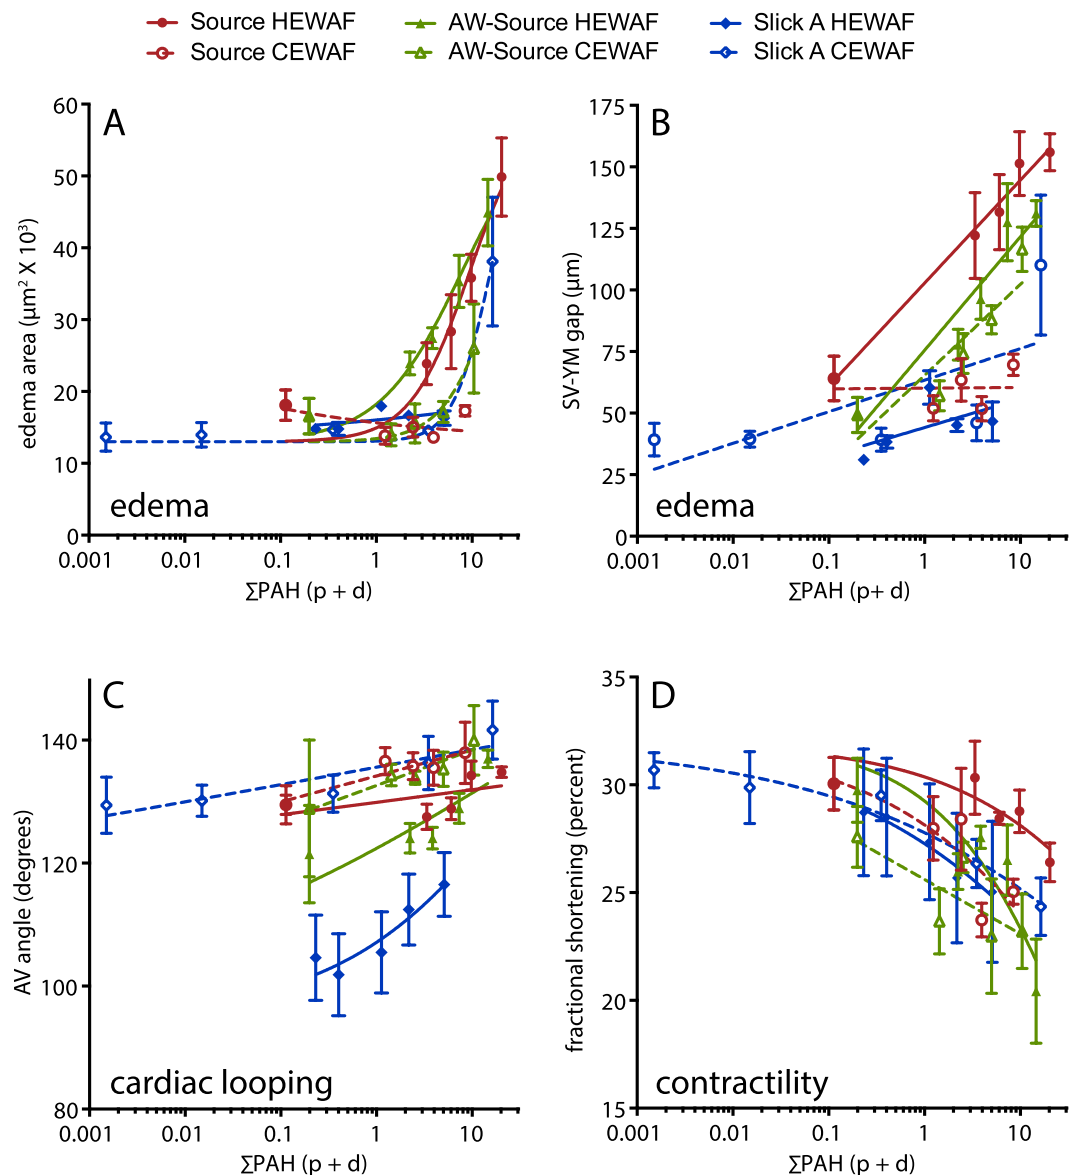 Source HEWAF AW-Source HEWAF Slick A HEWAF
Source CEWAF AW-Source CEWAF Slick A CEWAF
A
60
50
40
30
20
10
0
edema area (µm² X 10³)
edema
0.001 0.01 0.1 1 10
∑PAH (p + d)
B
175
150
125
100
75
50
25
0
SV-YM gap (µm)
edema
0.001 0.01 0.1 1 10
∑PAH (p+ d)
C
140
120
100
80
AV angle (degrees)
cardiac looping
0.001 0.01 0.1 1 10
∑PAH (p + d)
D
35
30
25
20
15
fractional shortening (percent)
contractility
0.001 0.01 0.1 1 10
∑PAH (p + d)